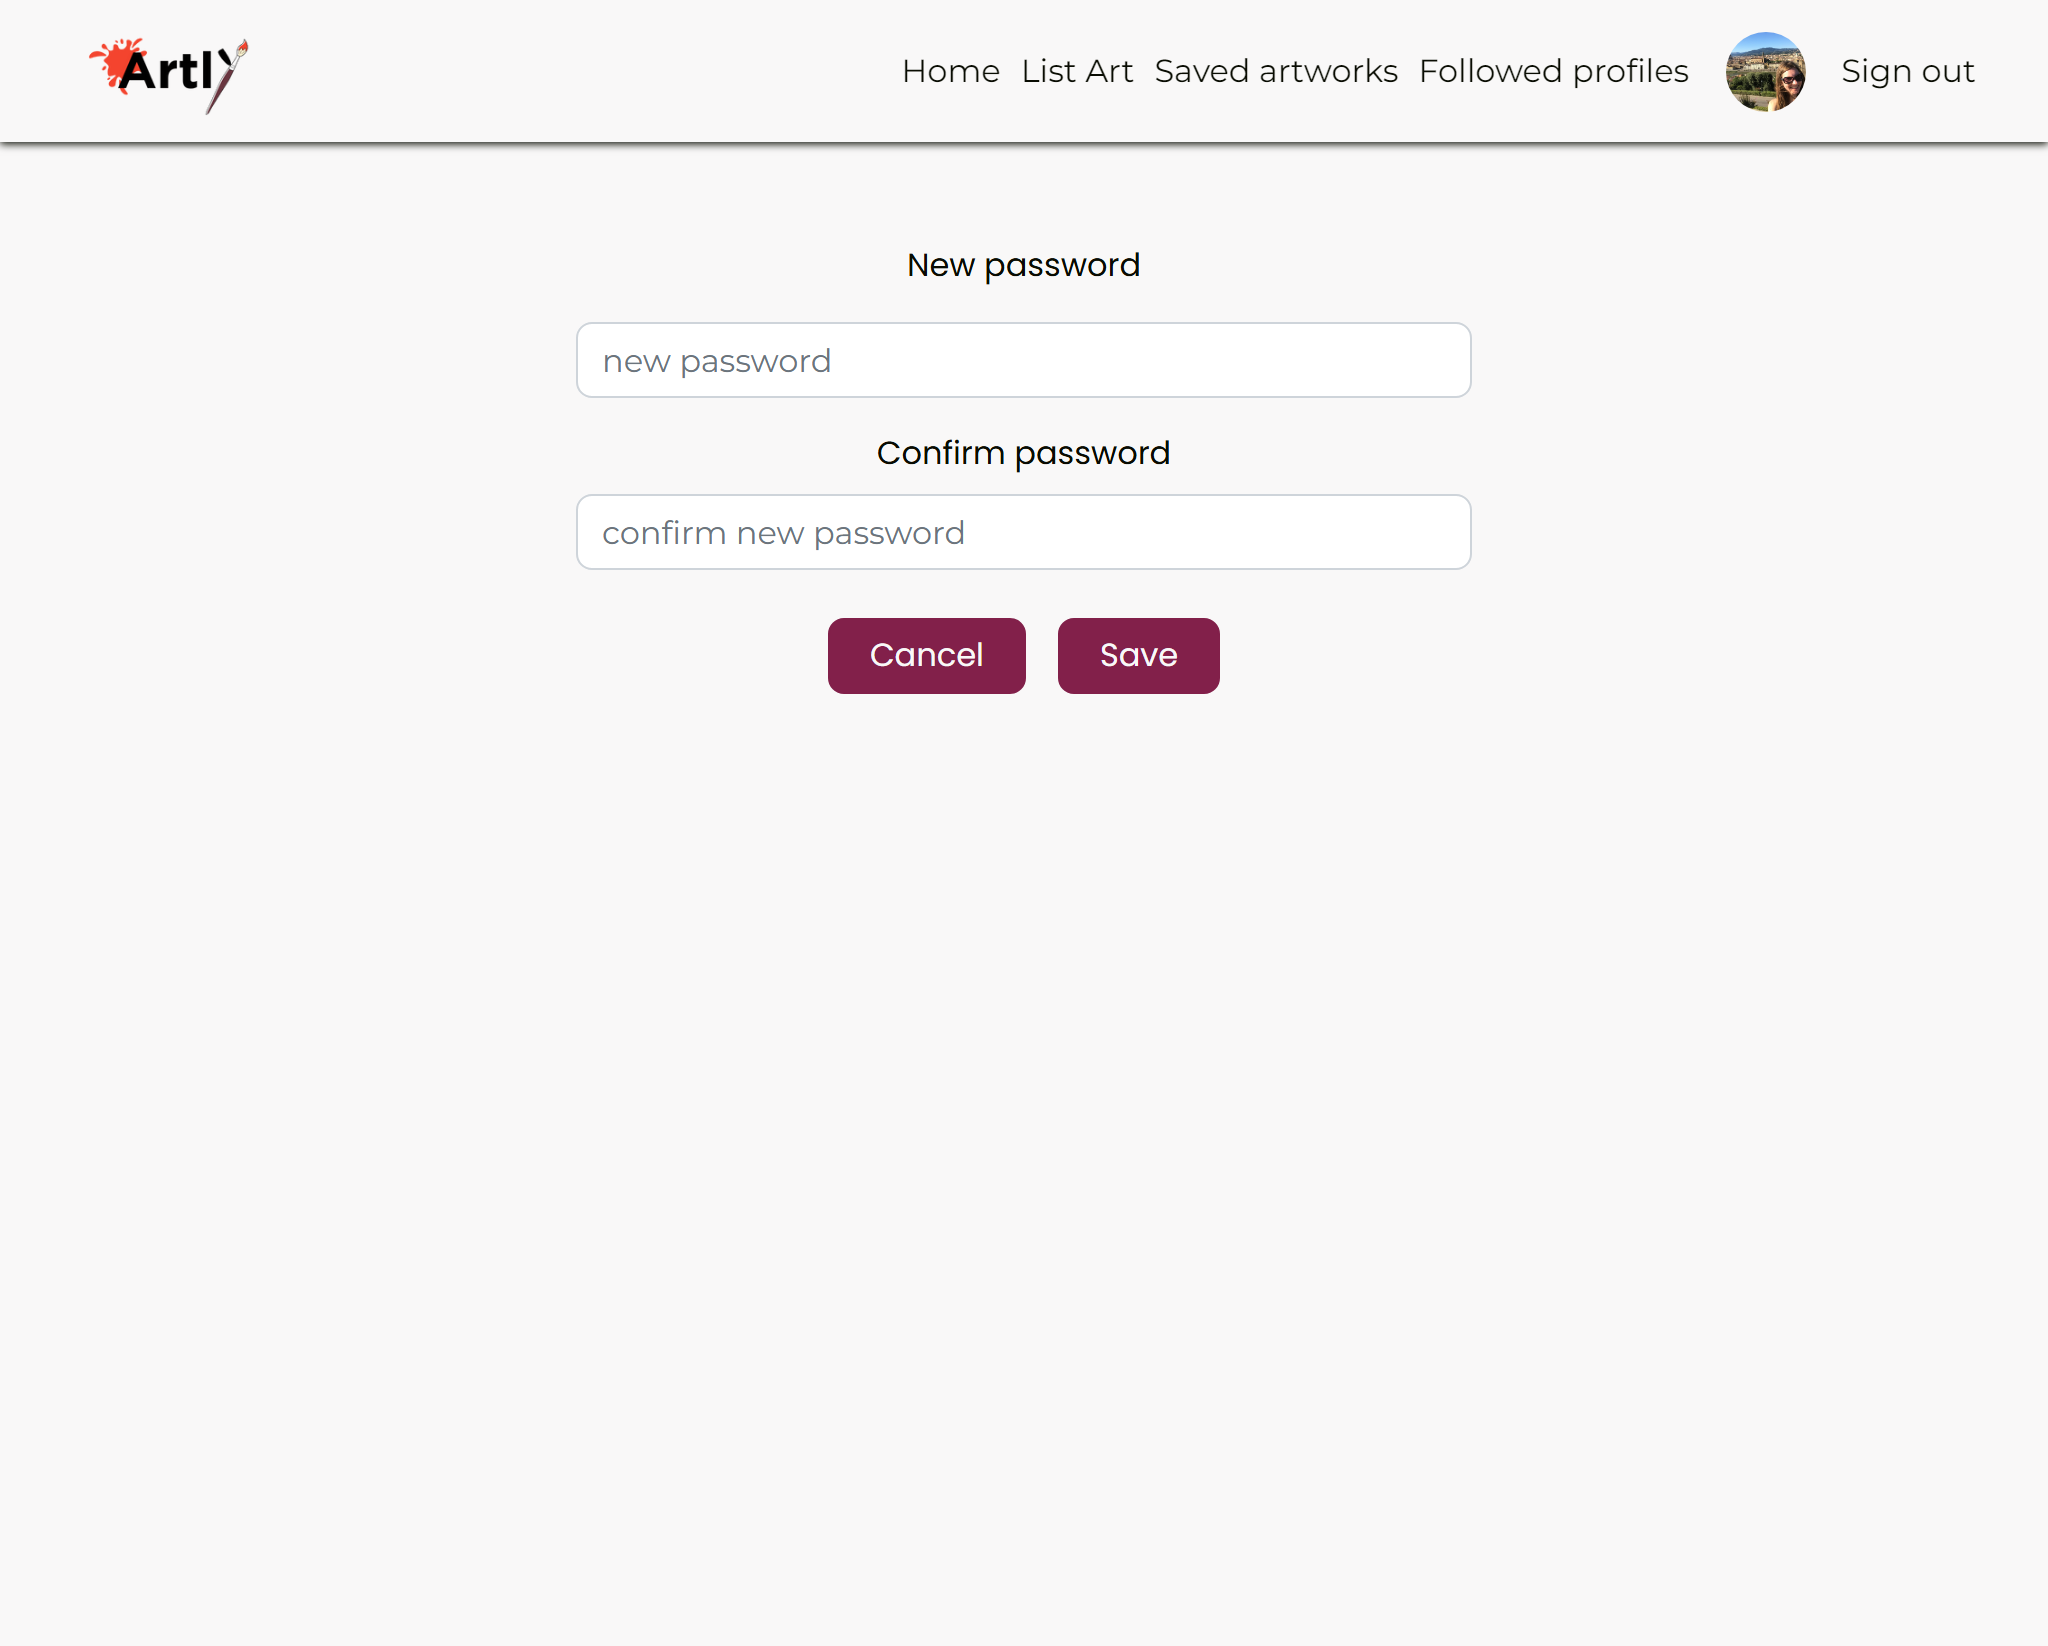 Artly
Home List Art Saved artworks Followed profiles Sign out
New password
new password
Confirm password
confirm new password
Cancel Save